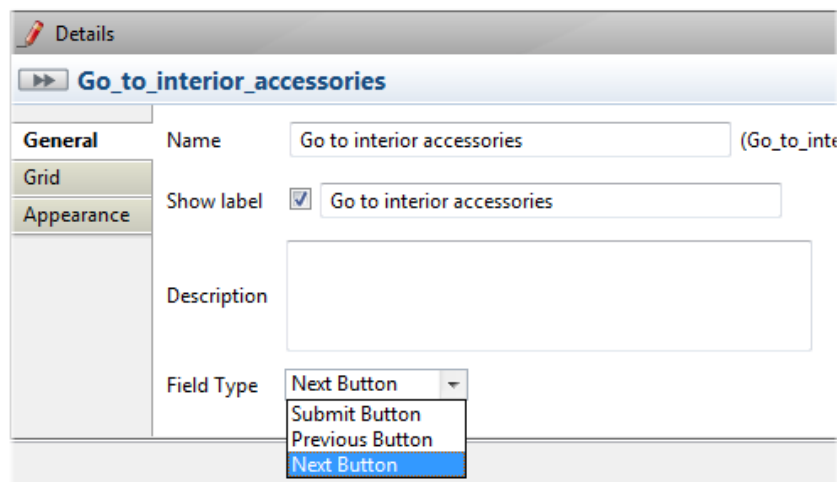 Details
Go_to_interior_accessories
General
Grid
Appearance
Name Go to interior accessories (Go_to_inte
Show label Go to interior accessories
Description
Field Type Next Button
Submit Button
Previous Button
Next Button